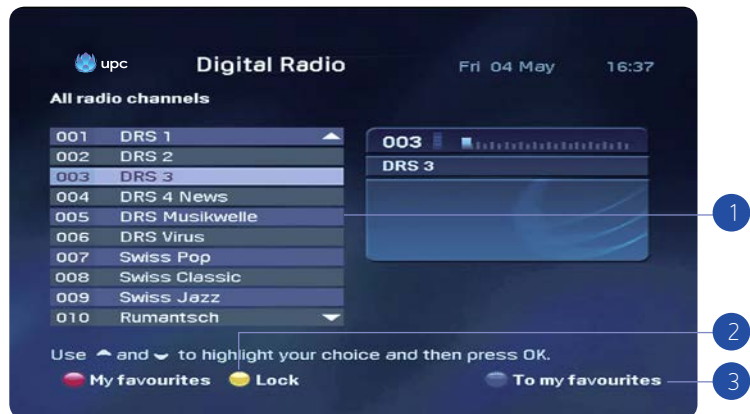 upc Digital Radio Fri 04 May 16:37
All radio channels
001 DRS 1
002 DRS 2
003 DRS 3
004 DRS 4 News
005 DRS Musikwelle
006 DRS Virus
007 Swiss Pop
008 Swiss Classic
009 Swiss Jazz
010 Rumantsch
003
DRS 3
1
Use and to highlight your choice and then press OK.
2
My favourites Lock To my favourites
3